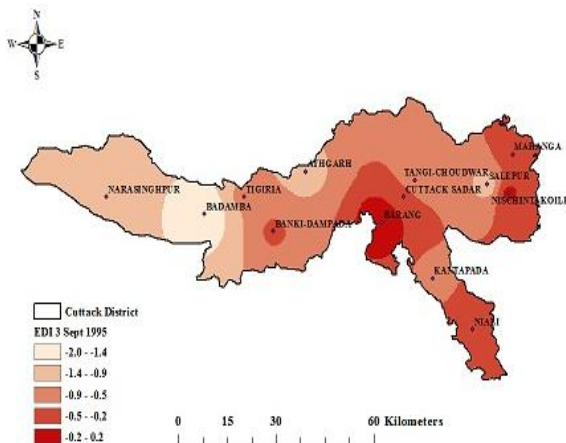 N
W E
S
MAHANGA
ATHGARH
TANGI-CHOUDWAR
SALEPUR
NARASINGHPUR
TIGIRIA
CUTTACK SADAR
NISCHINTAKOILI
BADAMBA
BARANG
BANKI-DAMPADA
KANTAPADA
NIALI
Cuttack District
EDI 3 Sept 1995
-2.0 - -1.4
-1.4 - -0.9
-0.9 - -0.5
-0.5 - -0.2
-0.2 - 0.2
0 15 30 60 Kilometers